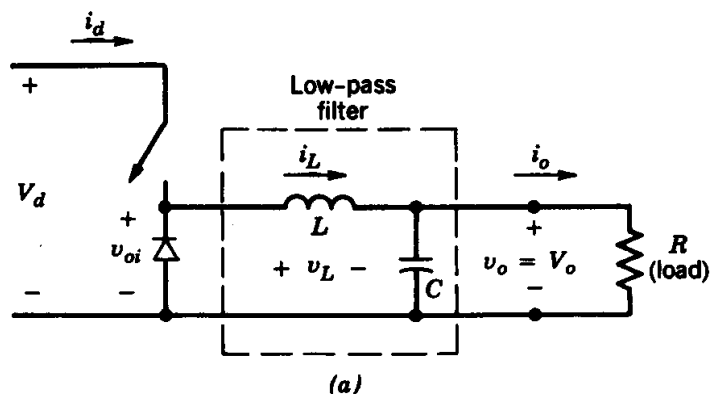 i_d
+
Low-pass
filter
i_L
i_o
V_d
+
L
+
R
v_oi
+ v_L -
C
v_o = V_o
(load)
-
-
-
(a)